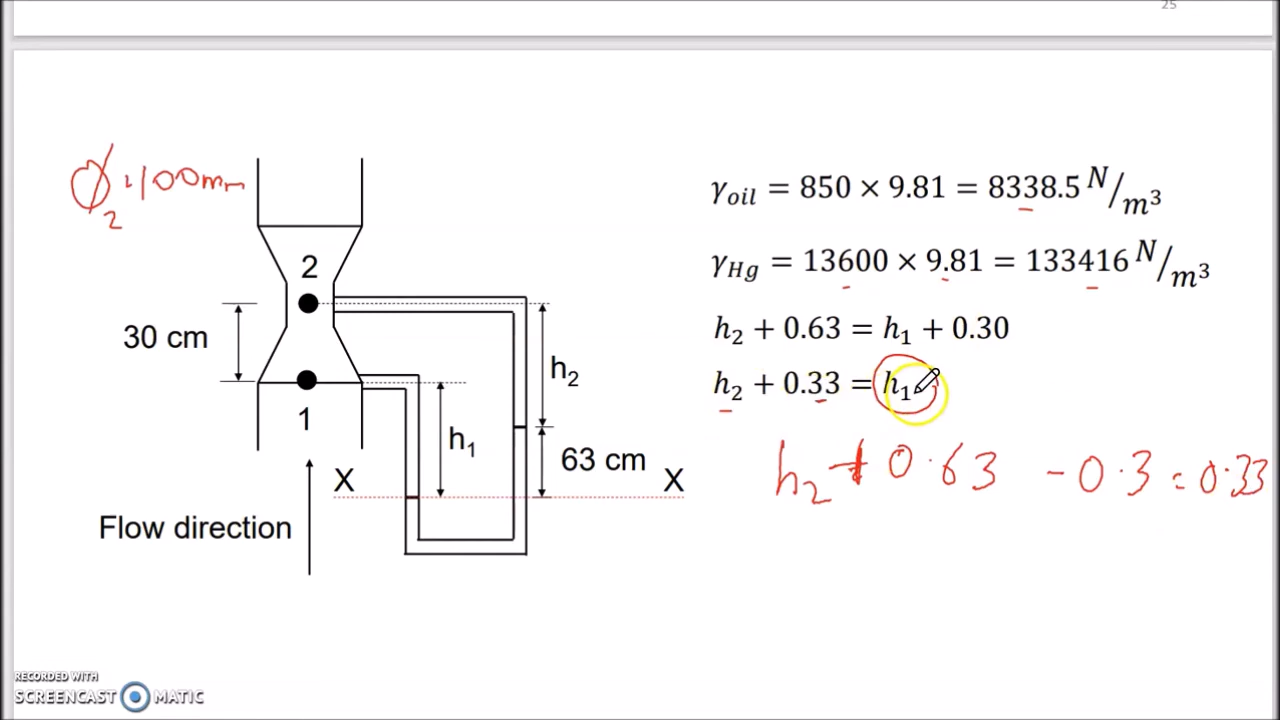 25
ϕ₂ = 100mm
2
30 cm
1
h₂
h₁
63 cm
X
X
Flow direction
γ_oil = 850 × 9.81 = 8338.5 N/m³
γ_Hg = 13600 × 9.81 = 133416 N/m³
h₂ + 0.63 = h₁ + 0.30
h₂ + 0.33 = h₁
h₂ + 0.63 - 0.3 = 0.33
RECORDED WITH
SCREENCAST MATIC